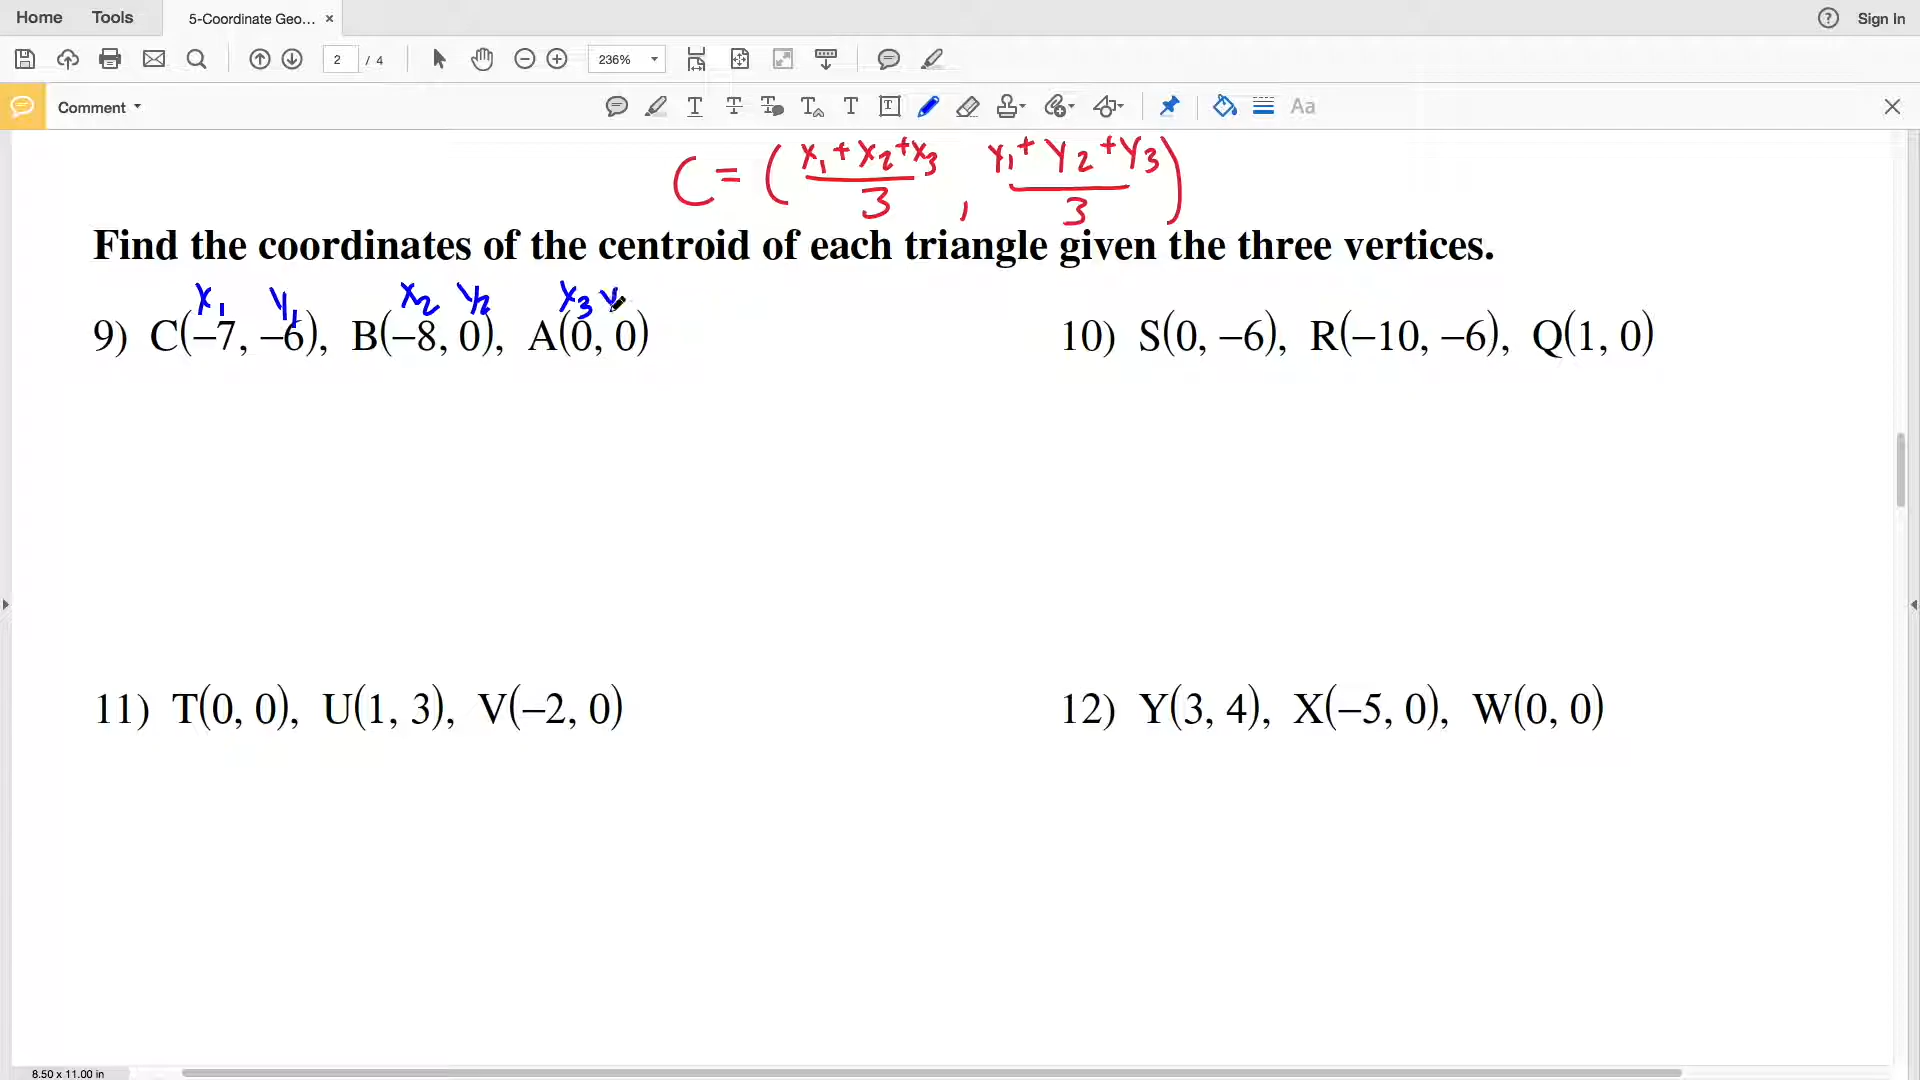 Home Tools 5-Coordinate Geo... × Sign In
2 / 4 236%
Comment Aa
C = ( x₁ + x₂ + x₃ / 3 , y₁ + y₂ + y₃ / 3 )
Find the coordinates of the centroid of each triangle given the three vertices.
x₁ y₁ x₂ y₂ x₃ y
9) C(−7, −6), B(−8, 0), A(0, 0)
10) S(0, −6), R(−10, −6), Q(1, 0)
11) T(0, 0), U(1, 3), V(−2, 0)
12) Y(3, 4), X(−5, 0), W(0, 0)
8.50 x 11.00 in